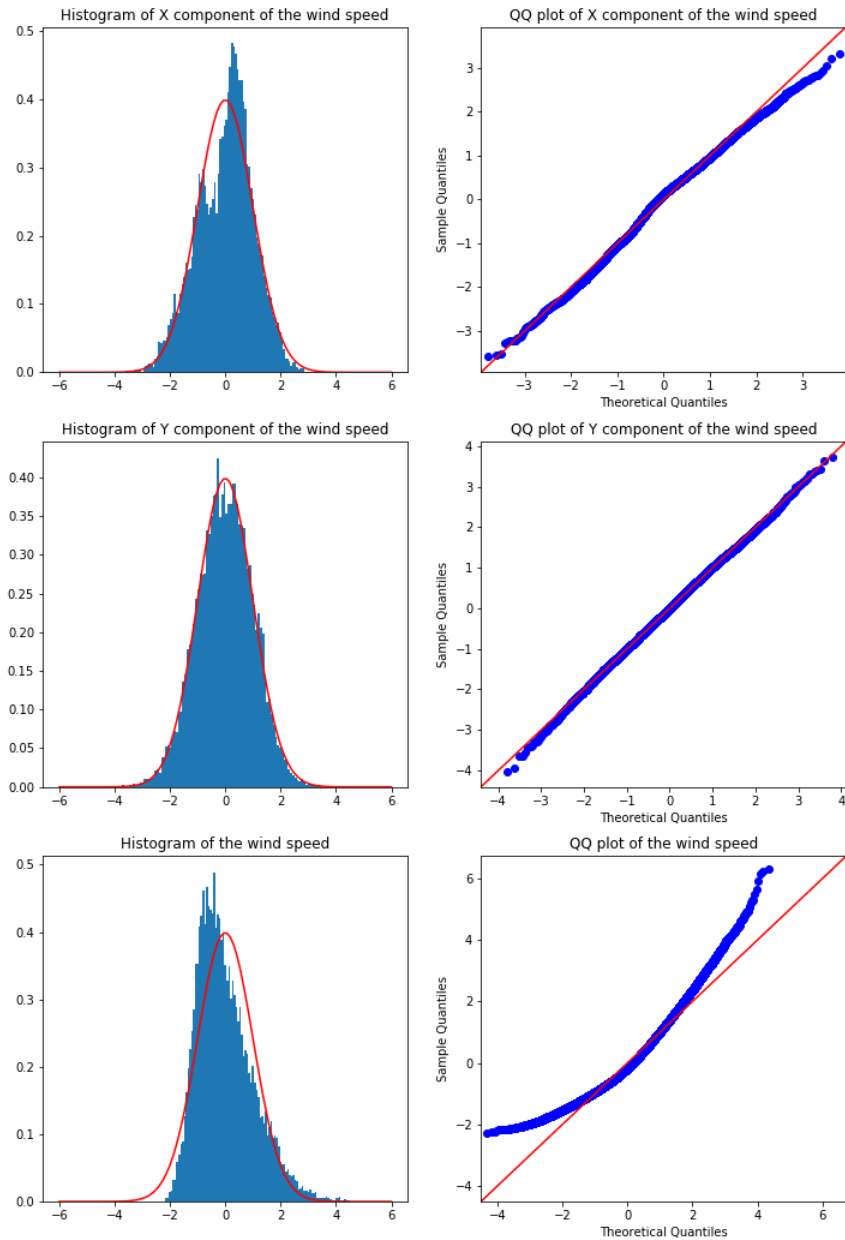 Histogram of X component of the wind speed
0.5
0.4
0.3
0.2
0.1
0.0
−6 −4 −2 0 2 4 6
QQ plot of X component of the wind speed
Sample Quantiles
3
2
1
0
−1
−2
−3
−3 −2 −1 0 1 2 3
Theoretical Quantiles
Histogram of Y component of the wind speed
0.40
0.35
0.30
0.25
0.20
0.15
0.10
0.05
0.00
−6 −4 −2 0 2 4 6
QQ plot of Y component of the wind speed
Sample Quantiles
4
3
2
1
0
−1
−2
−3
−4
−4 −3 −2 −1 0 1 2 3 4
Theoretical Quantiles
Histogram of the wind speed
0.5
0.4
0.3
0.2
0.1
0.0
−6 −4 −2 0 2 4 6
QQ plot of the wind speed
Sample Quantiles
6
4
2
0
−2
−4
−4 −2 0 2 4 6
Theoretical Quantiles